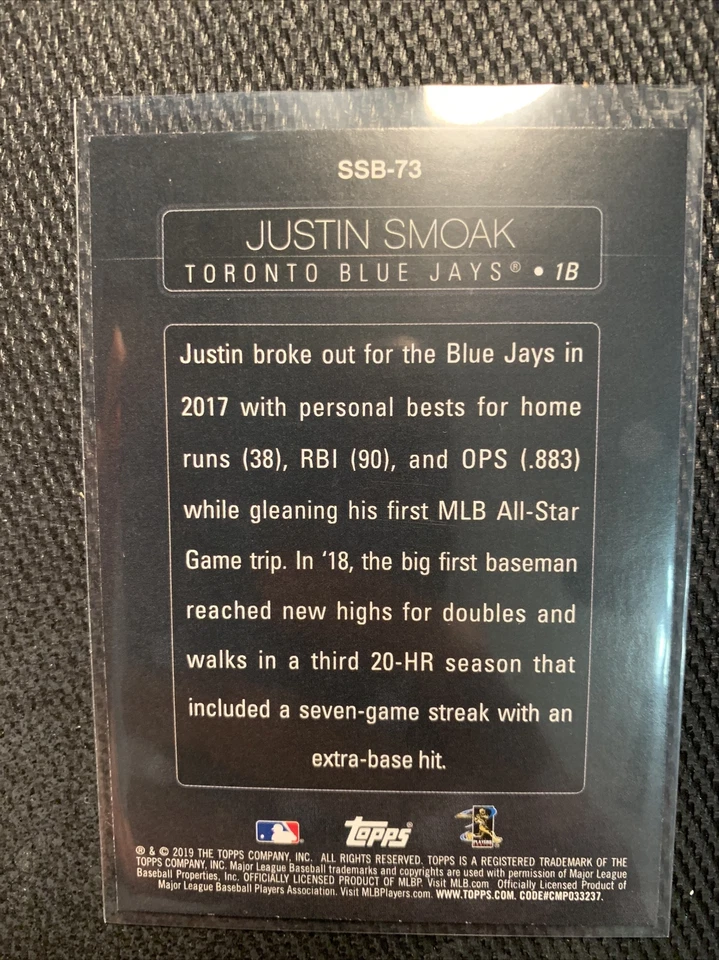 SSB-73
JUSTIN SMOAK
TORONTO BLUE JAYS® • 1B
Justin broke out for the Blue Jays in
2017 with personal bests for home
runs (38), RBI (90), and OPS (.883)
while gleaning his first MLB All-Star
Game trip. In '18, the big first baseman
reached new highs for doubles and
walks in a third 20-HR season that
included a seven-game streak with an
extra-base hit.
topps®
PLAYERS
® & © 2019 THE TOPPS COMPANY, INC. ALL RIGHTS RESERVED. TOPPS IS A REGISTERED TRADEMARK OF THE
TOPPS COMPANY, INC. Major League Baseball trademarks and copyrights are used with permission of Major League
Baseball Properties, Inc. OFFICIALLY LICENSED PRODUCT OF MLBP. Visit MLB.com Officially Licensed Product of
Major League Baseball Players Association. Visit MLBPlayers.com. WWW.TOPPS.COM. CODE#CMP033237.